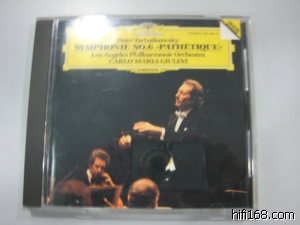 Peter Tschaikowsky
SYMPHONIE NO.6 »PATHÉTIQUE«
Los Angeles Philharmonic Orchestra
CARLO MARIA GIULINI
hifi168.com